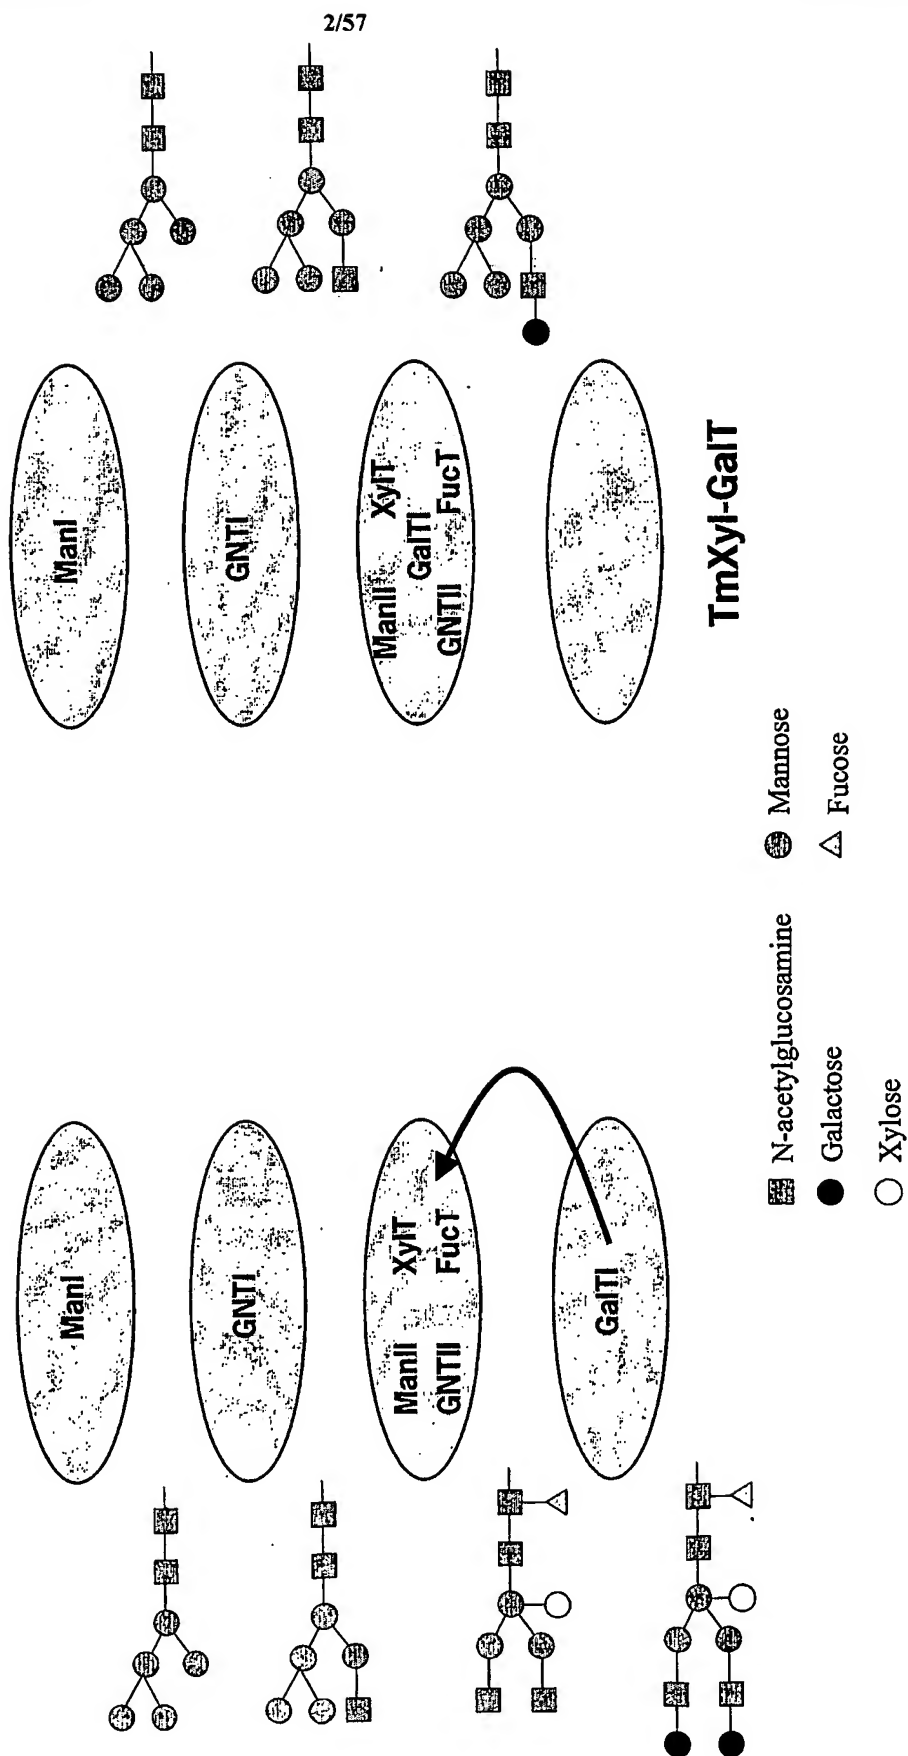 2/57
ManI
GNTI
ManII XylT
GNTII FucT
GalTI
ManI
GNTI
ManII XylT
GalTI
GNTII FucT
TmXyl-GalT
N-acetylglucosamine
Mannose
Galactose
Fucose
Xylose